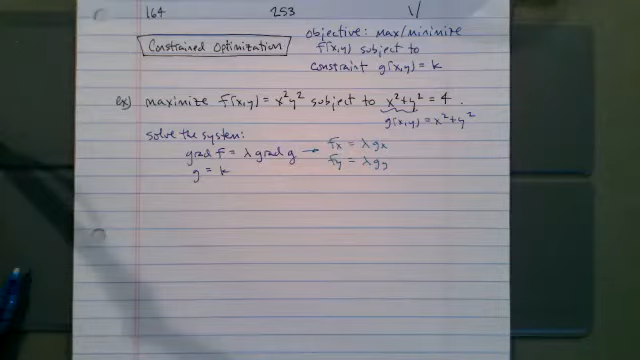 164 253
Constrained Optimization
objective: max/minimize
f(x,y) subject to
constraint g(x,y) = k
ex) maximize f(x,y) = x²y² subject to x²+y² = 4.
g(x,y) = x²+y²
solve the system:
grad f = λ grad g → fx = λgx
g = k
fy = λgy